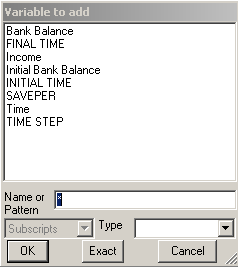 Variable to add
Bank Balance
FINAL TIME
Income
Initial Bank Balance
INITIAL TIME
SAVEPER
Time
TIME STEP
Name or
Pattern
*
Subscripts
Type
OK
Exact
Cancel